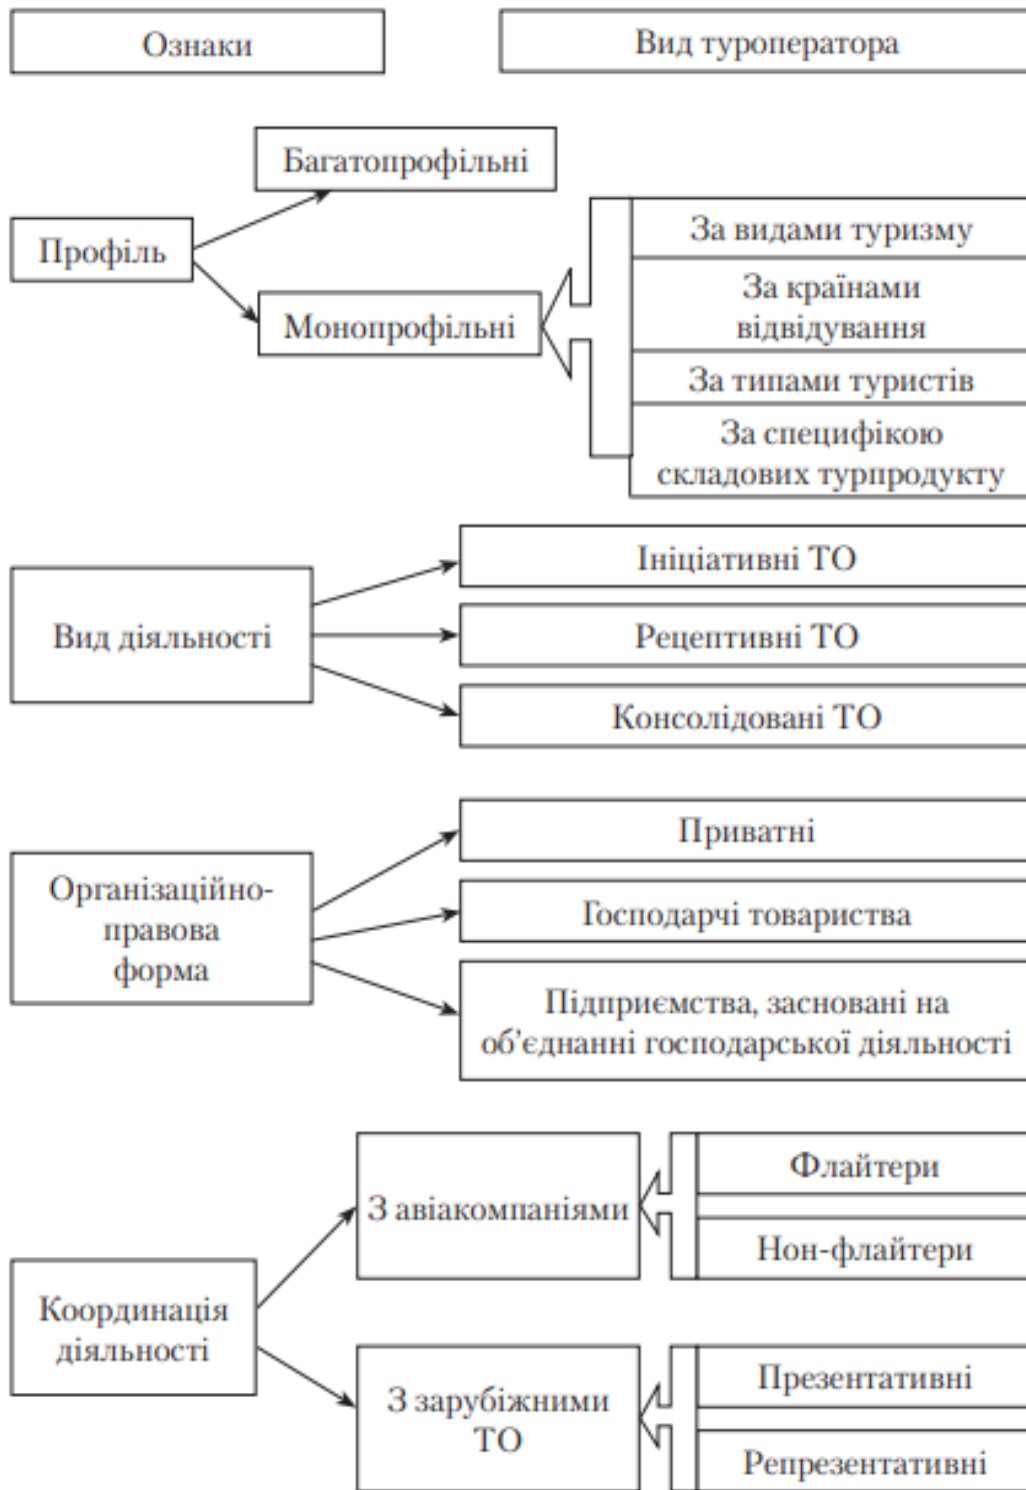 Ознаки
Вид туроператора
Багатопрофільні
Профіль
Монопрофільні
За видами туризму
За країнами
відвідування
За типами туристів
За специфікою
складових турпродукту
Вид діяльності
Ініціативні ТО
Рецептивні ТО
Консолідовані ТО
Організаційно-
правова
форма
Приватні
Господарчі товариства
Підприємства, засновані на
об’єднанні господарської діяльності
Координація
діяльності
З авіакомпаніями
Флайтери
Нон-флайтери
З зарубіжними
ТО
Презентативні
Репрезентативні